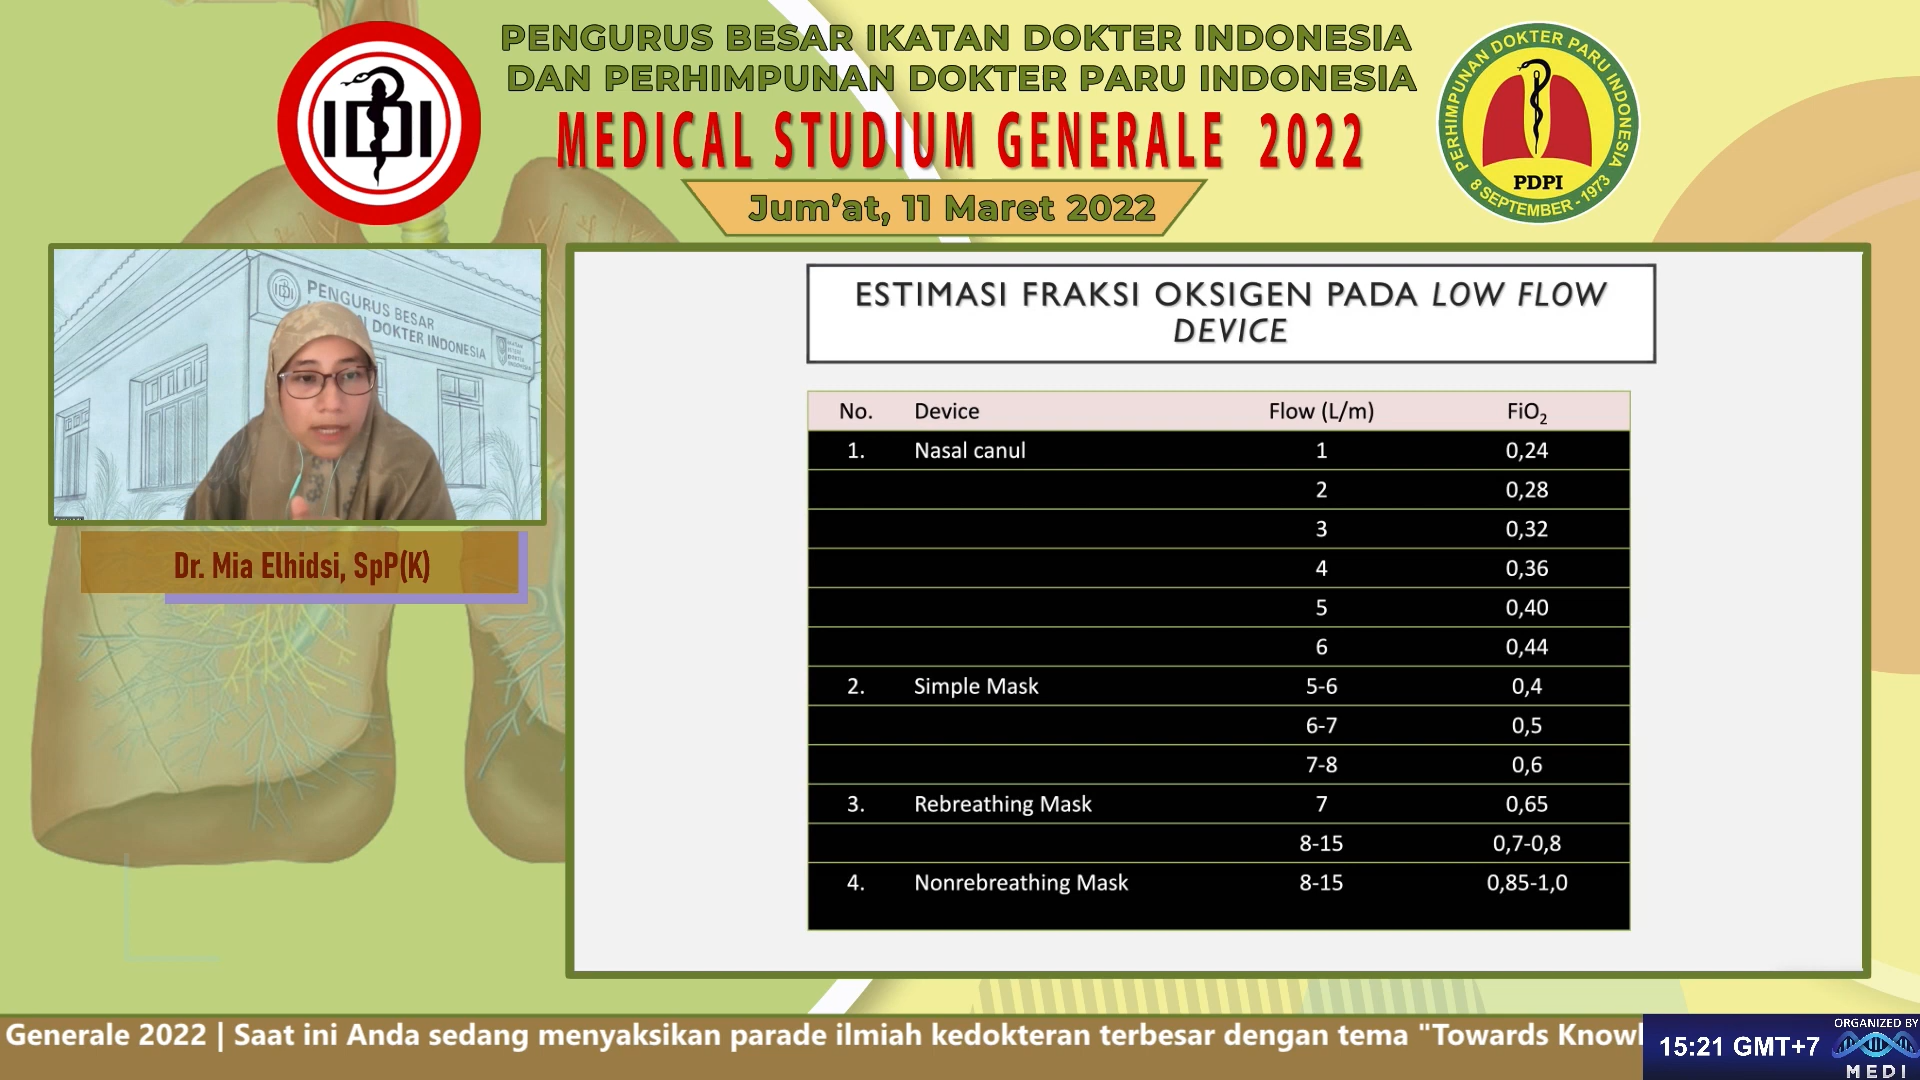 PENGURUS BESAR IKATAN DOKTER INDONESIA
DAN PERHIMPUNAN DOKTER PARU INDONESIA
MEDICAL STUDIUM GENERALE 2022
Jum'at, 11 Maret 2022
IDI
PERHIMPUNAN DOKTER PARU INDONESIA
PDPI
8 SEPTEMBER - 1973
PENGURUS BESAR
DOKTER INDONESIA
Dr. Mia Elhidsi, SpP(K)
ESTIMASI FRAKSI OKSIGEN PADA LOW FLOW
DEVICE
No. Device Flow (L/m) FiO2
1. Nasal canul 1 0,24
2 0,28
3 0,32
4 0,36
5 0,40
6 0,44
2. Simple Mask 5-6 0,4
6-7 0,5
7-8 0,6
3. Rebreathing Mask 7 0,65
8-15 0,7-0,8
4. Nonrebreathing Mask 8-15 0,85-1,0
Generale 2022 | Saat ini Anda sedang menyaksikan parade ilmiah kedokteran terbesar dengan tema "Towards Knowl
15:21 GMT+7
ORGANIZED BY
MEDI